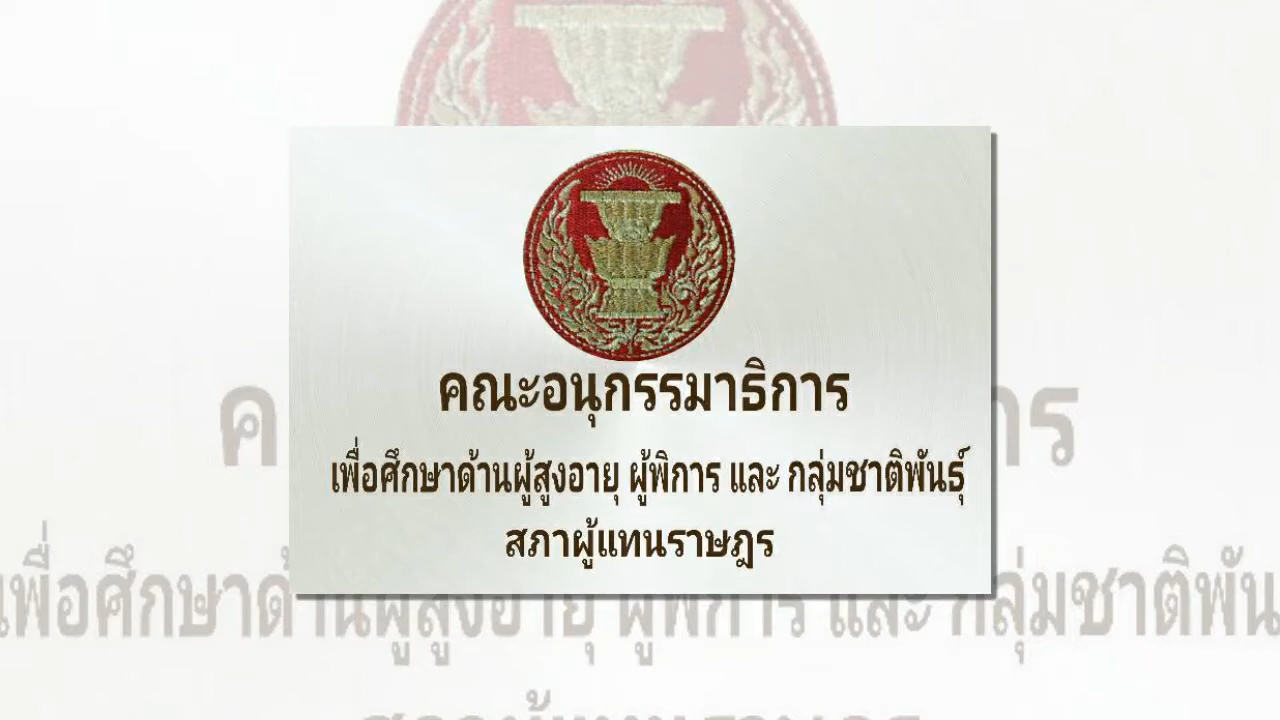 คณะอนุกรรมาธิการ
เพื่อศึกษาด้านผู้สูงอายุ ผู้พิการ และ กลุ่มชาติพันธุ์
สภาผู้แทนราษฎร